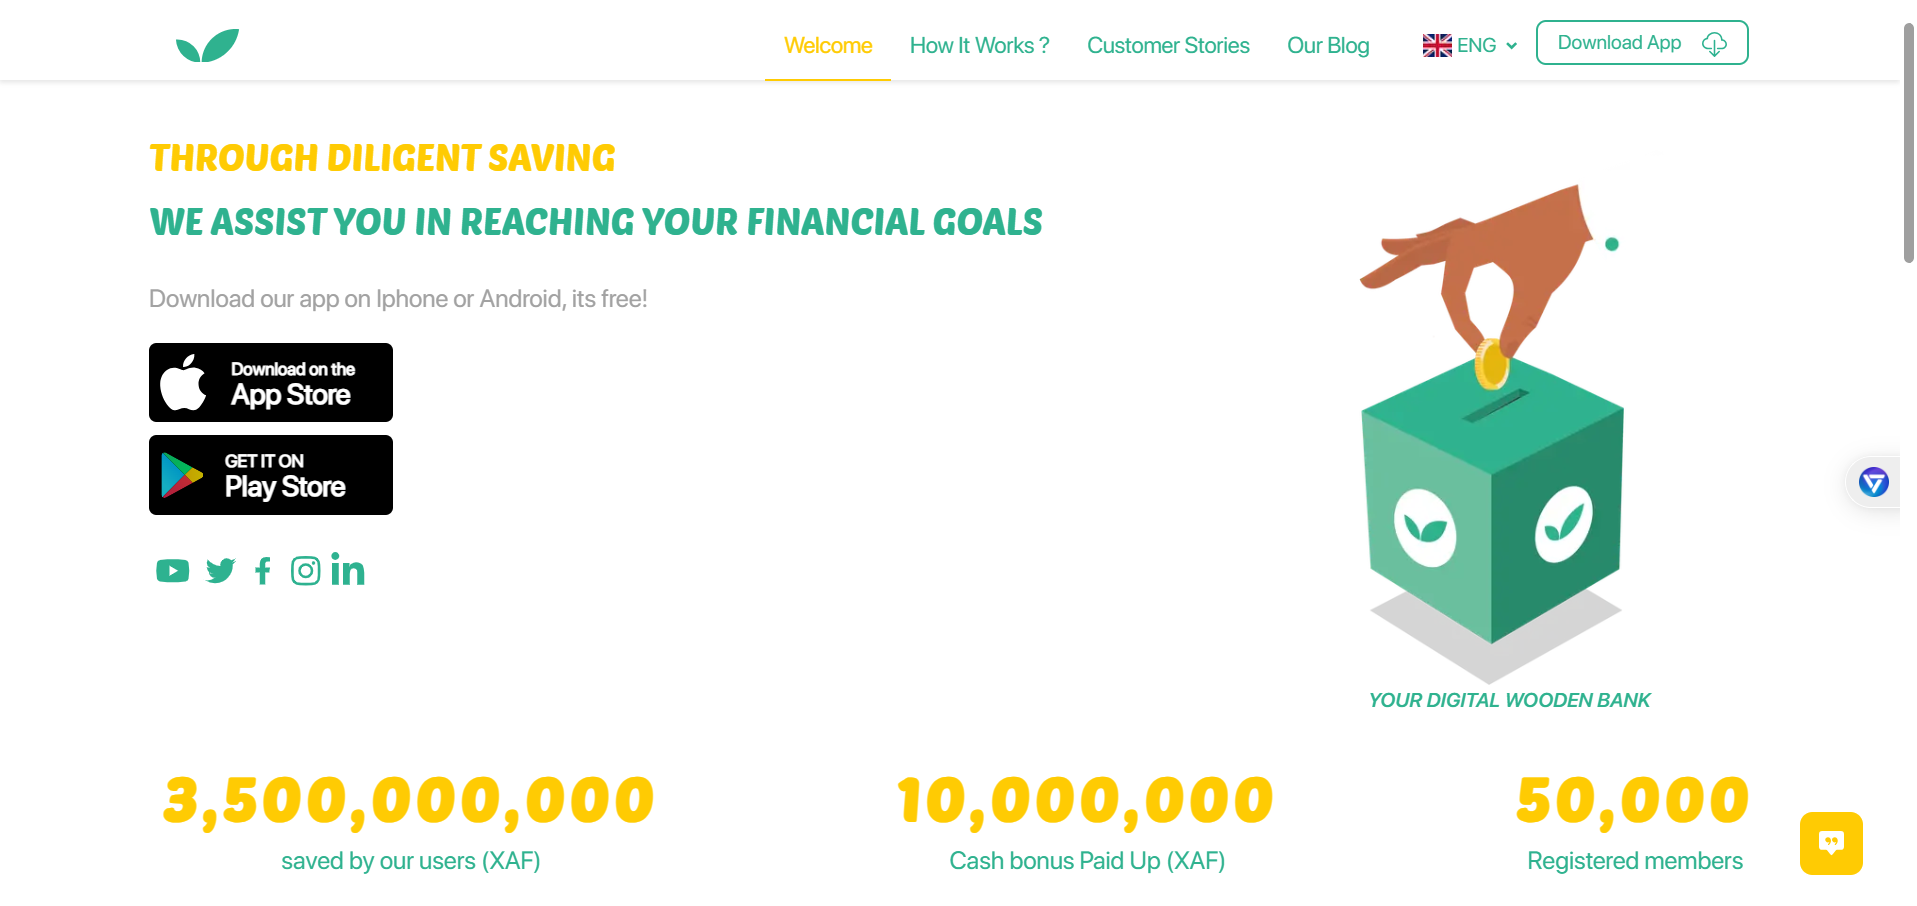 Welcome
How It Works ?
Customer Stories
Our Blog
ENG
Download App
THROUGH DILIGENT SAVING
WE ASSIST YOU IN REACHING YOUR FINANCIAL GOALS
Download our app on Iphone or Android, its free!
Download on the
App Store
GET IT ON
Play Store
YOUR DIGITAL WOODEN BANK
3,500,000,000
saved by our users (XAF)
10,000,000
Cash bonus Paid Up (XAF)
50,000
Registered members